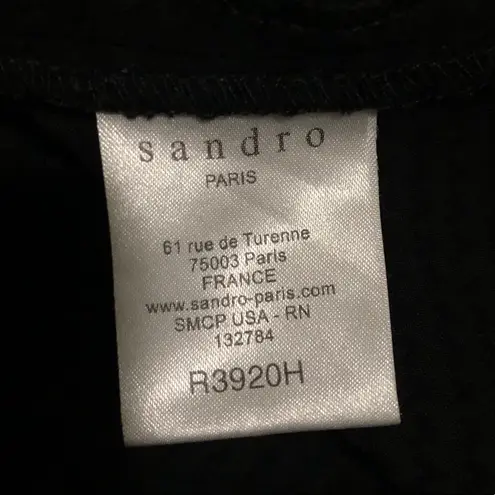 sandro
PARIS
61 rue de Turenne
75003 Paris
FRANCE
www.sandro-paris.com
SMCP USA - RN
132784
R3920H